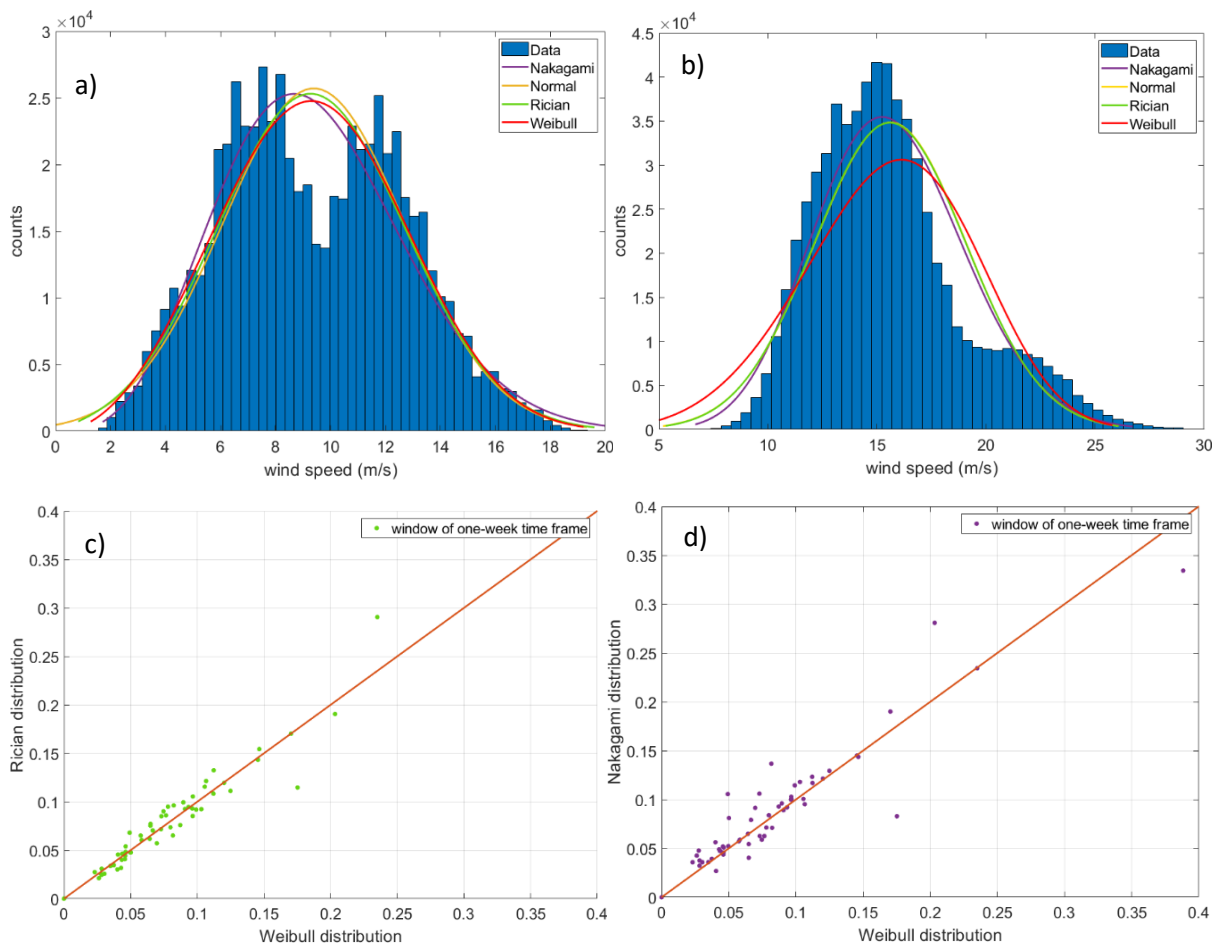 ×10⁴
3
2.5
2
1.5
1
0.5
0
0 2 4 6 8 10 12 14 16 18 20
counts
wind speed (m/s)
a)
Data
Nakagami
Normal
Rician
Weibull
×10⁴
4.5
4
3.5
3
2.5
2
1.5
1
0.5
0
5 10 15 20 25 30
counts
wind speed (m/s)
b)
Data
Nakagami
Normal
Rician
Weibull
0.4
0.35
0.3
0.25
0.2
0.15
0.1
0.05
0
0 0.05 0.1 0.15 0.2 0.25 0.3 0.35 0.4
Rician distribution
Weibull distribution
c)
window of one-week time frame
0.4
0.35
0.3
0.25
0.2
0.15
0.1
0.05
0
0 0.05 0.1 0.15 0.2 0.25 0.3 0.35 0.4
Nakagami distribution
Weibull distribution
d)
window of one-week time frame